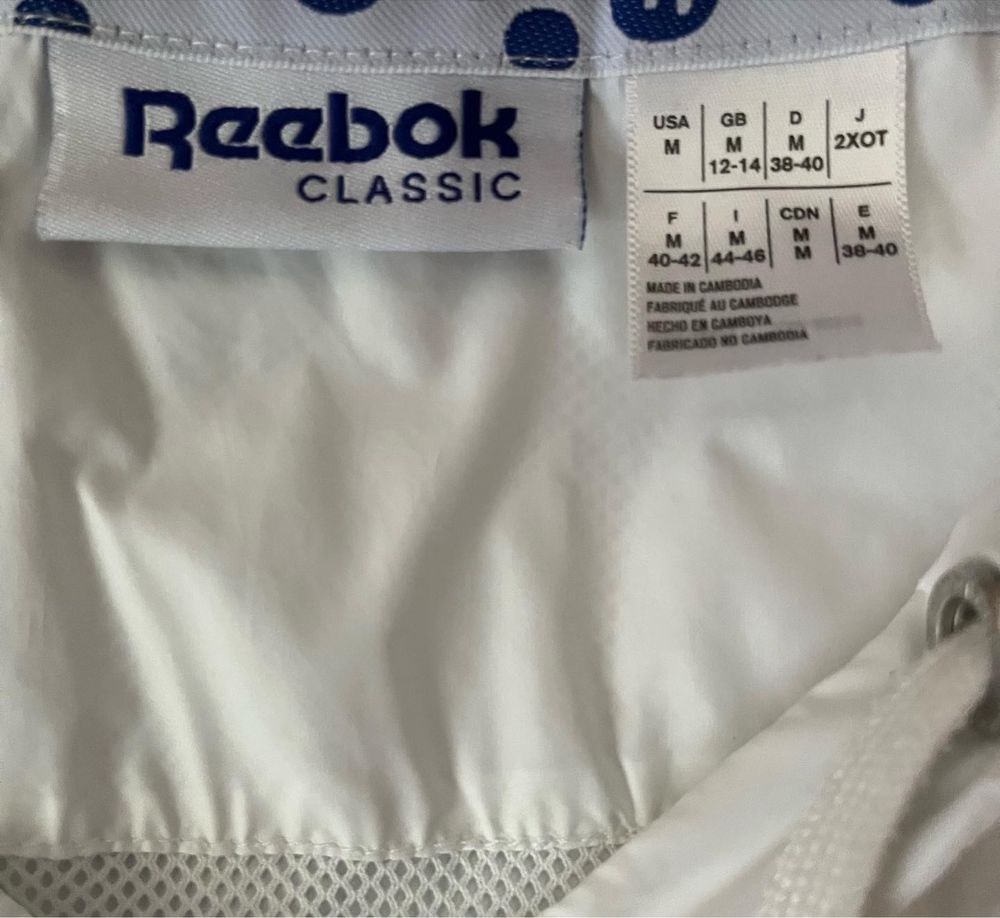 Reebok
CLASSIC
USA GB D J
M M M 2XOT
12-14 38-40
F I CDN E
M M M M
40-42 44-46 M 38-40
MADE IN CAMBODIA
FABRIQUÉ AU CAMBODGE
HECHO EN CAMBOYA
FABRICADO NO CAMBODIA